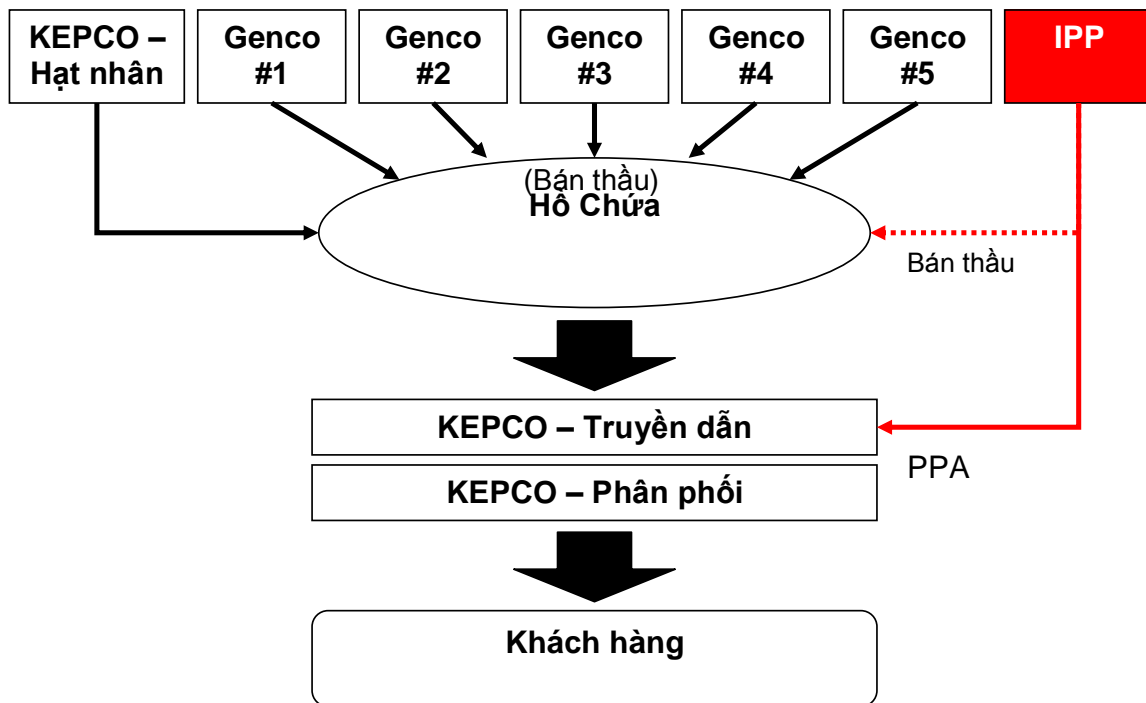 KEPCO –
Hạt nhân
Genco
#1
Genco
#2
Genco
#3
Genco
#4
Genco
#5
IPP
(Bán thầu)
Hồ Chứa
Bán thầu
KEPCO – Truyền dẫn
PPA
KEPCO – Phân phối
Khách hàng